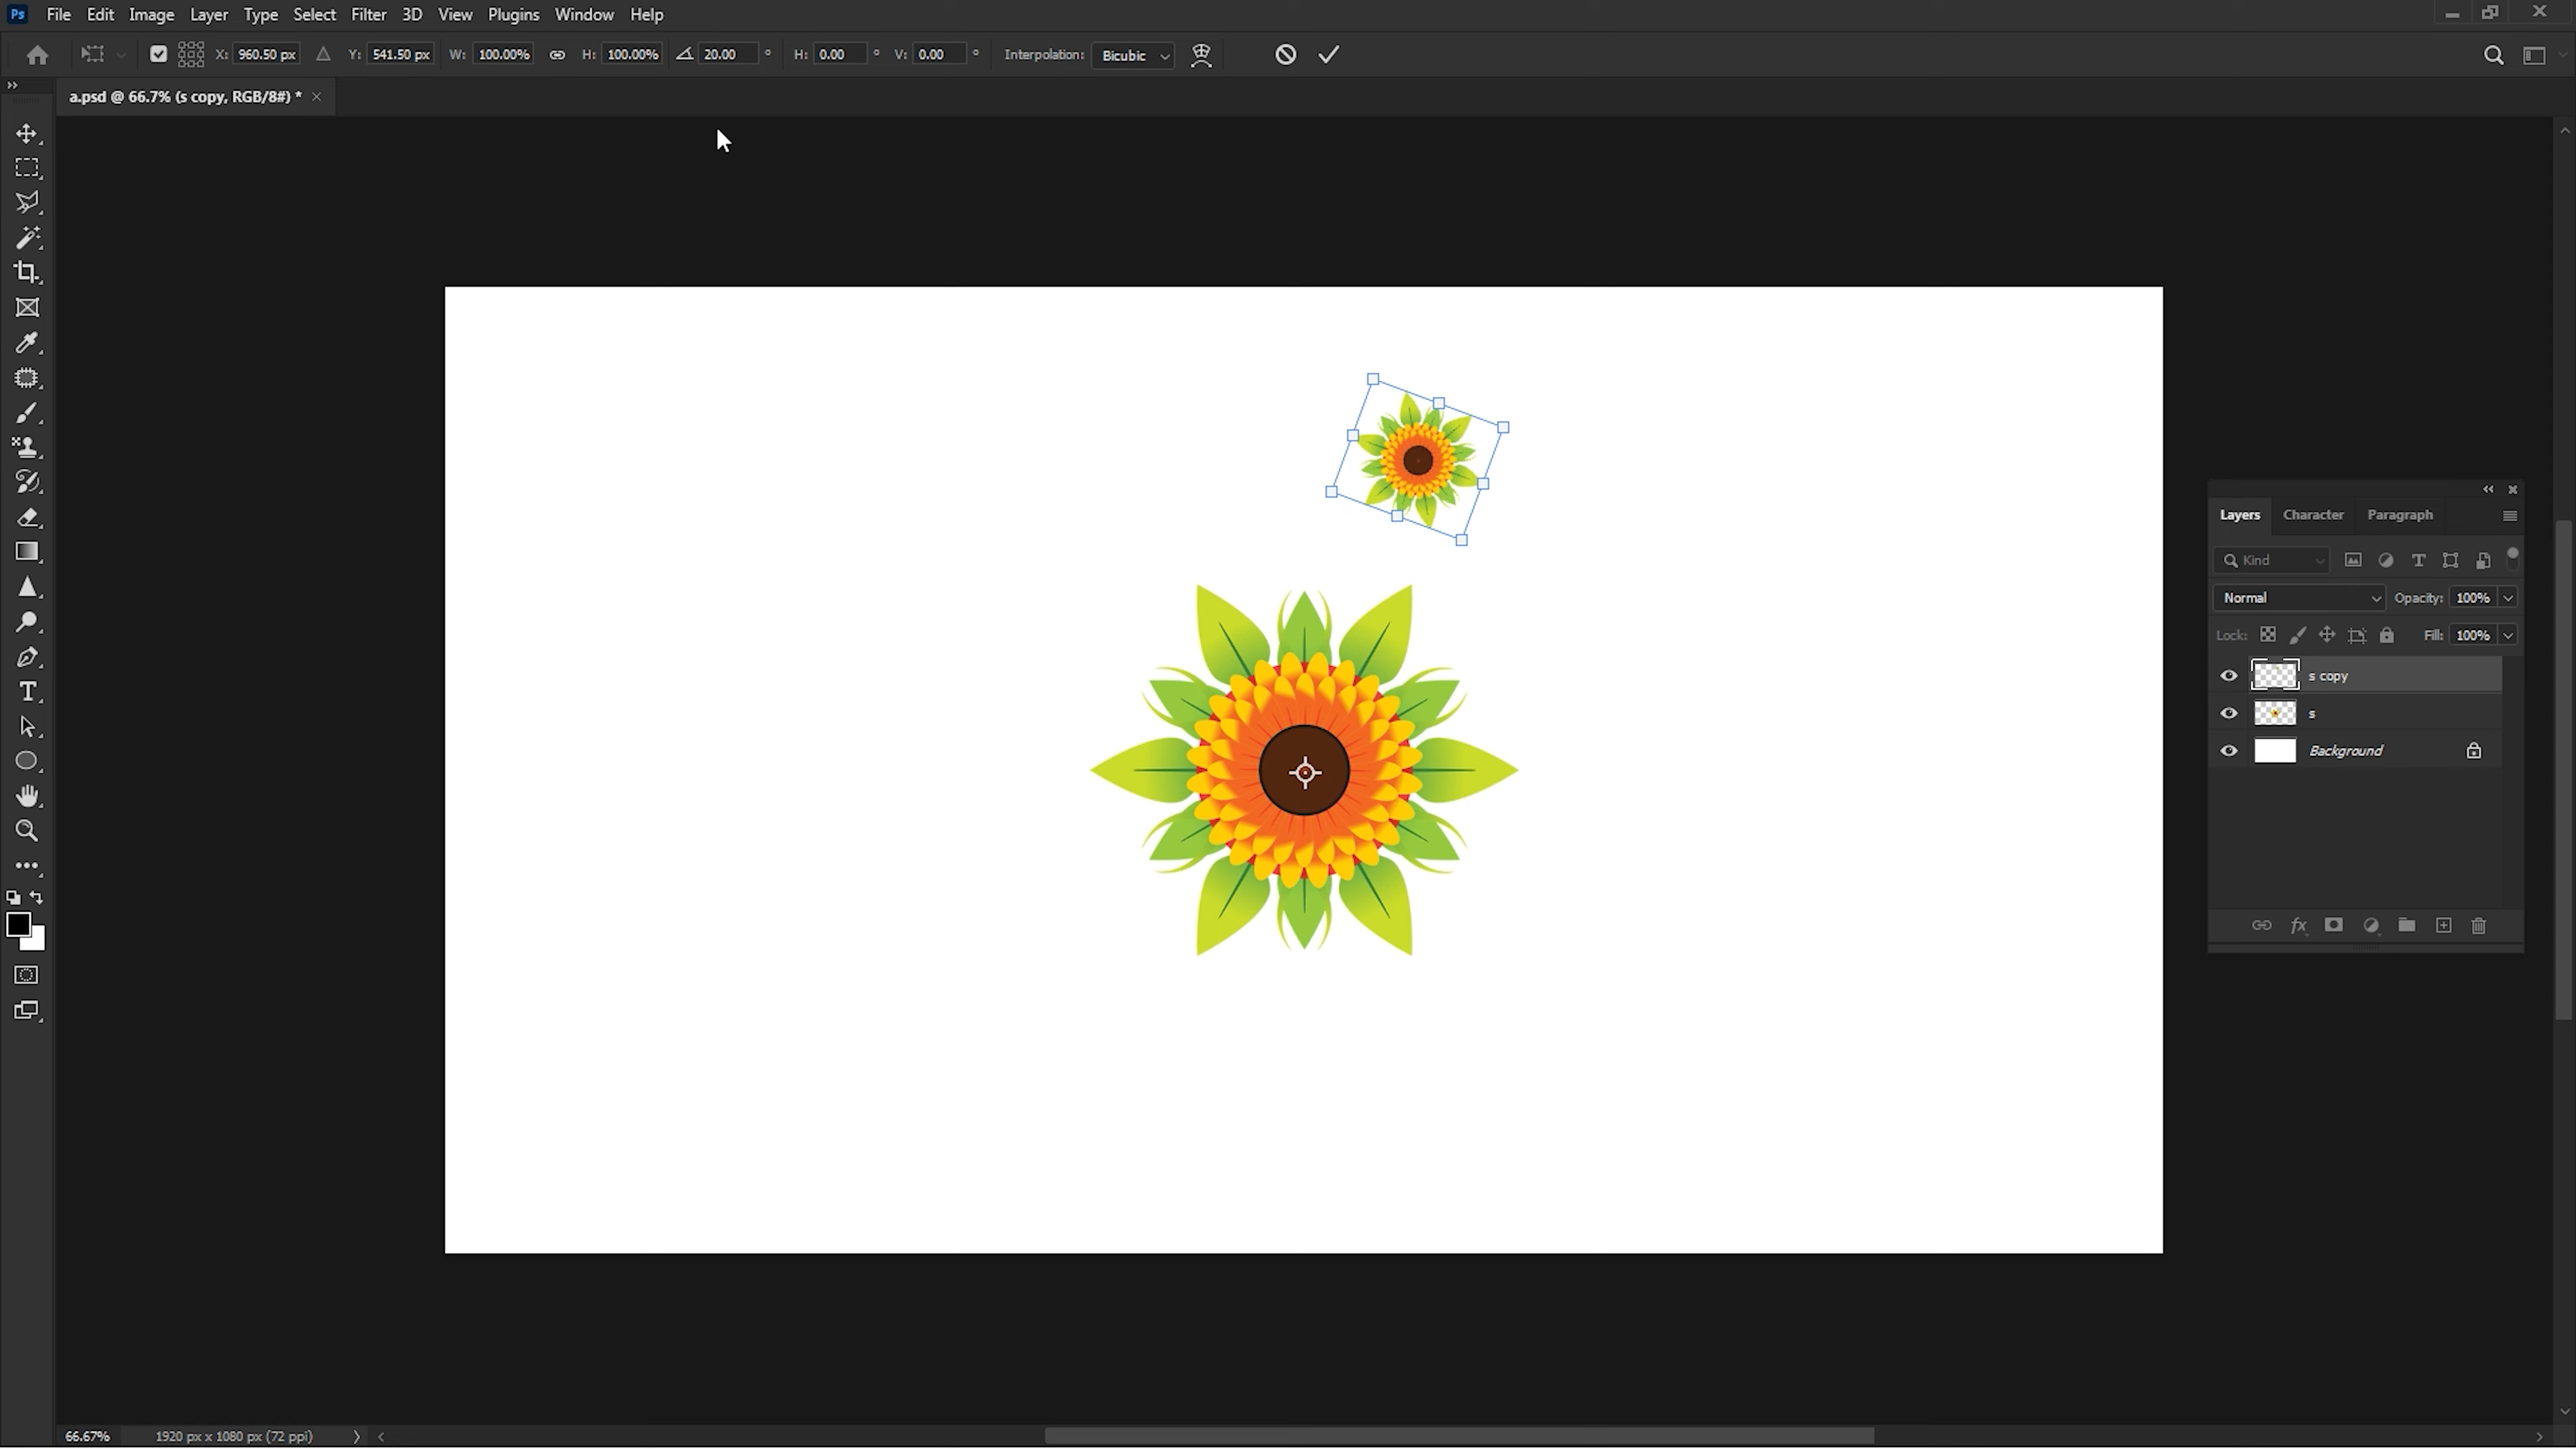 Ps File Edit Image Layer Type Select Filter 3D View Plugins Window Help
X: 960.50 px Y: 541.50 px W: 100.00% H: 100.00% 20.00 ° H: 0.00 ° V: 0.00 ° Interpolation: Bicubic
a.psd @ 66.7% (s copy, RGB/8#) *
Layers Character Paragraph
Kind
Normal Opacity: 100%
Lock: Fill: 100%
s copy
s
Background
66.67% 1920 px x 1080 px (72 ppi)